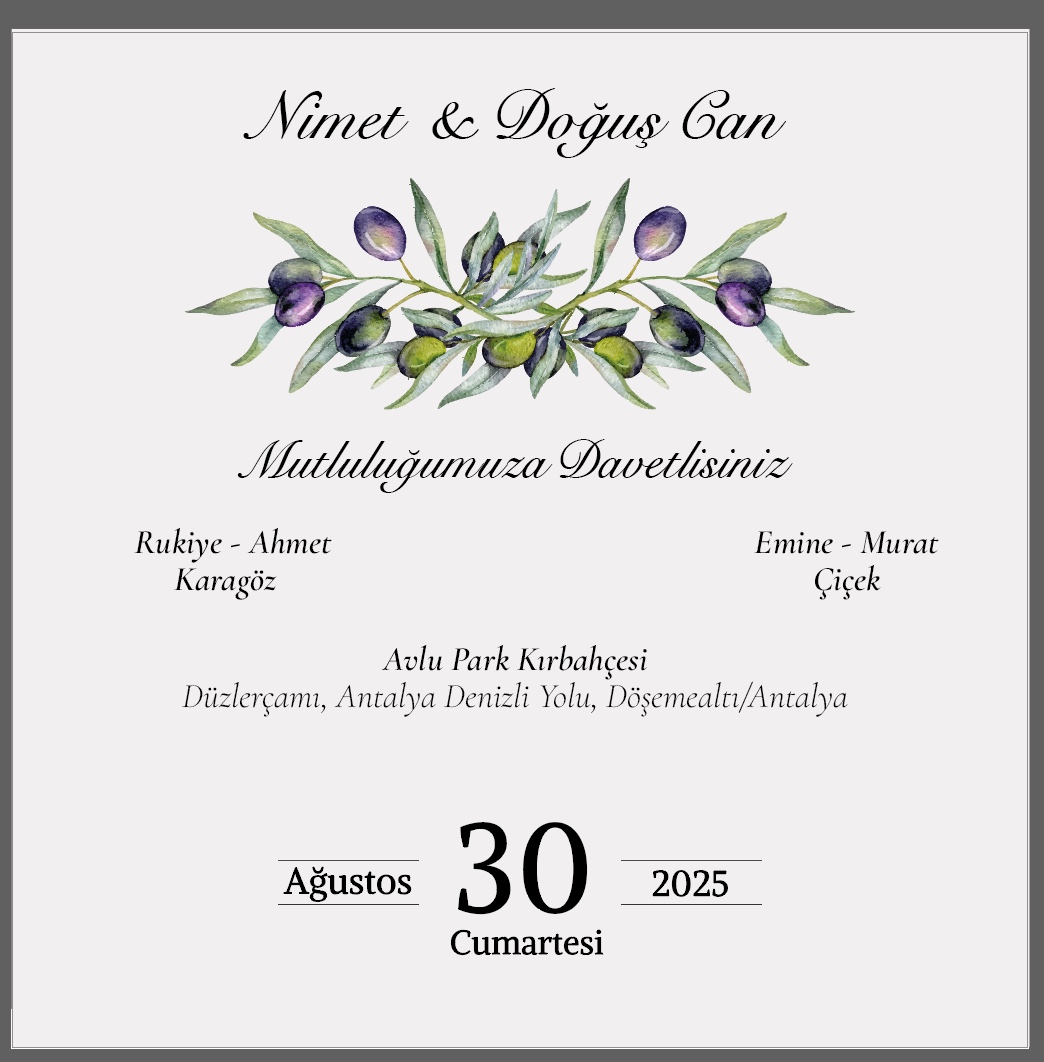 Nimet & Doğuş Can
Mutluluğumuza Davetlisiniz
Rukiye - Ahmet
Karagöz
Emine - Murat
Çiçek
Avlu Park Kırbahçesi
Düzlerçamı, Antalya Denizli Yolu, Döşemealtı/Antalya
Ağustos
30
2025
Cumartesi